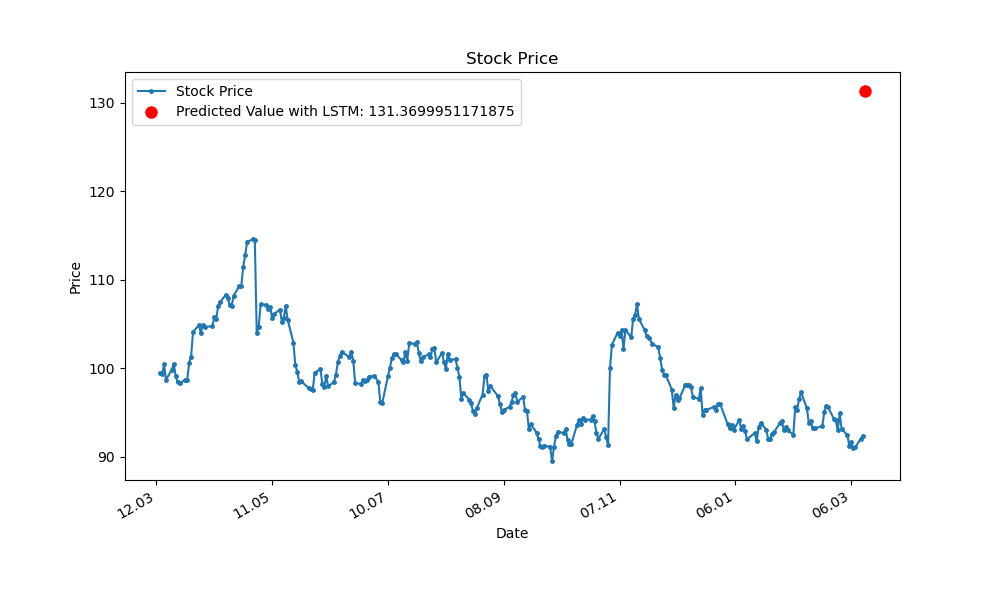 Stock Price
Stock Price
Predicted Value with LSTM: 131.3699951171875
130
120
110
100
90
Price
12.03
11.05
10.07
08.09
07.11
06.01
06.03
Date